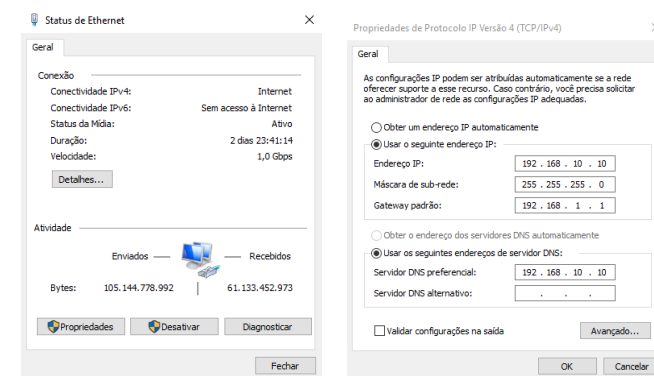 Status de Ethernet
Geral
Conexão
Conectividade IPv4: Internet
Conectividade IPv6: Sem acesso à Internet
Status da Mídia: Ativo
Duração: 2 dias 23:41:14
Velocidade: 1,0 Gbps
Detalhes...
Atividade
Enviados — — Recebidos
Bytes: 105.144.778.992 | 61.133.452.973
Propriedades Desativar Diagnosticar
Fechar
Propriedades de Protocolo IP Versão 4 (TCP/IPv4)
Geral
As configurações IP podem ser atribuídas automaticamente se a rede
oferecer suporte a esse recurso. Caso contrário, você precisa solicitar
ao administrador de rede as configurações IP adequadas.
Obter um endereço IP automaticamente
Usar o seguinte endereço IP:
Endereço IP: 192 . 168 . 10 . 10
Máscara de sub-rede: 255 . 255 . 255 . 0
Gateway padrão: 192 . 168 . 1 . 1
Obter o endereço dos servidores DNS automaticamente
Usar os seguintes endereços de servidor DNS:
Servidor DNS preferencial: 192 . 168 . 10 . 10
Servidor DNS alternativo: . . .
Validar configurações na saída
Avançado...
OK Cancelar